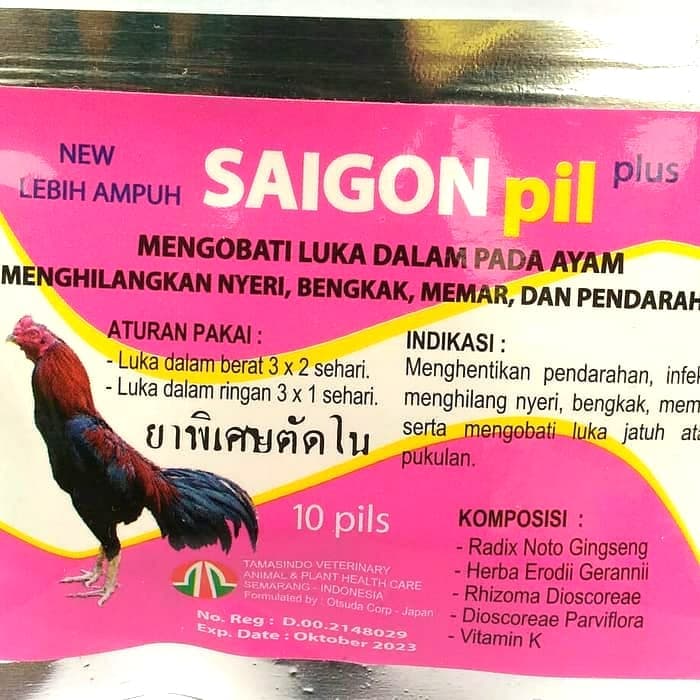 NEW
LEBIH AMPUH
SAIGON pil plus
MENGOBATI LUKA DALAM PADA AYAM
MENGHILANGKAN NYERI, BENGKAK, MEMAR, DAN PENDARAH
ATURAN PAKAI :
- Luka dalam berat 3 x 2 sehari.
- Luka dalam ringan 3 x 1 sehari.
ยาพิเศษตัดใน
INDIKASI :
Menghentikan pendarahan, infek
menghilang nyeri, bengkak, mem
serta mengobati luka jatuh ata
pukulan.
10 pils
KOMPOSISI :
- Radix Noto Gingseng
- Herba Erodii Gerannii
- Rhizoma Dioscoreae
- Dioscoreae Parviflora
- Vitamin K
TAMASINDO VETERINARY
ANIMAL & PLANT HEALTH CARE
SEMARANG - INDONESIA
Formulated by : Otsuda Corp - Japan
No. Reg : D.00.2148029
Exp. Date : Oktober 2023